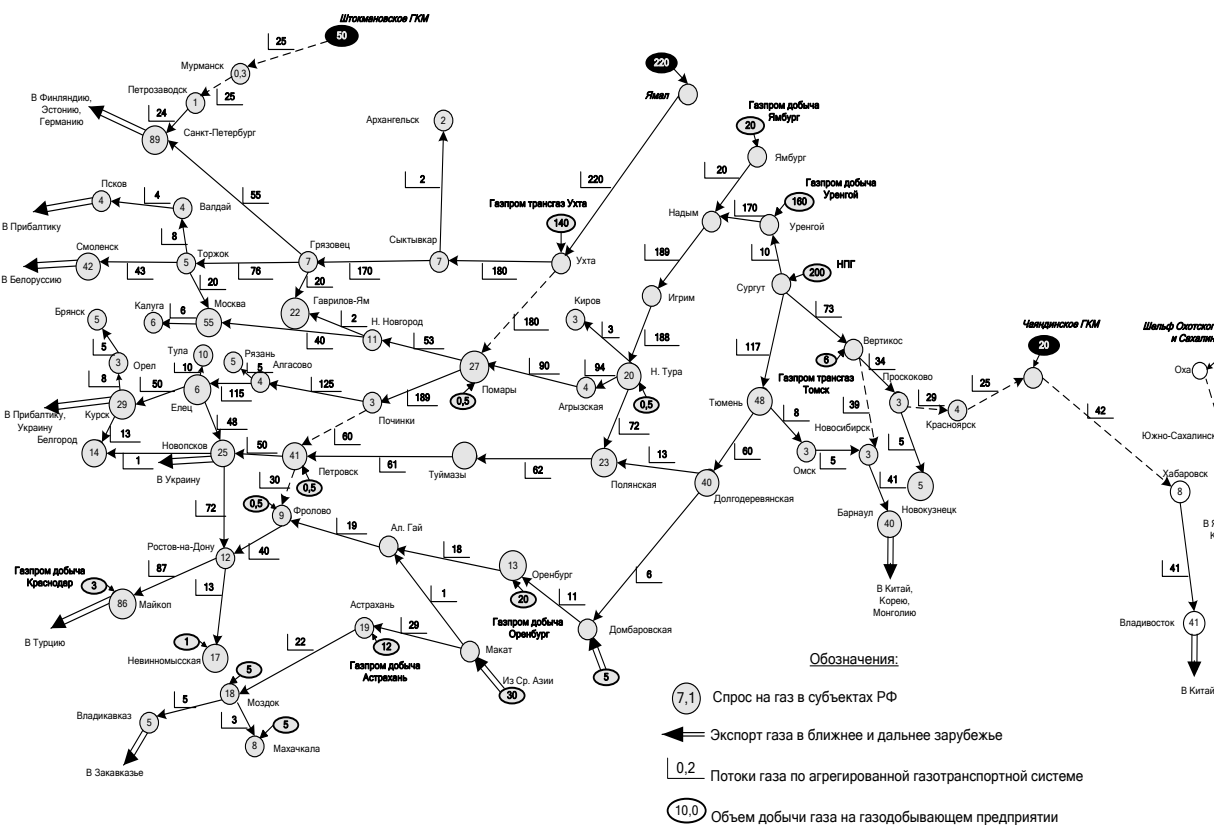 Штокмановское ГКМ
50
25
Мурманск
0,3
Петрозаводск
25
1
В Финляндию,
Эстонию,
Германию
24
89
Санкт-Петербург
Архангельск
2
220
Ямал
Газпром добыча
Ямбург
20
Ямбург
Псков
4
4
Валдай
4
В Прибалтику
8
55
2
Газпром трансгаз Ухта
140
220
20
Газпром добыча
Уренгой
160
Надым
170
Уренгой
Смоленск
42
43
Торжок
5
76
Грязовец
7
170
Сыктывкар
7
180
Ухта
189
10
НПГ
200
В Белоруссию
20
20
Сургут
Игрим
Калуга
6
6
Москва
55
Гаврилов-Ям
22
2
Н. Новгород
11
180
Киров
3
3
188
73
Брянск
5
40
53
117
Вертикос
6
34
Чаяндинское ГКМ
20
Шельф Охотског
и Сахалин
Оха
5
Тула
10
Рязань
5
5
Алгасово
4
Помары
27
0,5
90
94
Н. Тура
20
0,5
Газпром трансгаз
Томск
Проскоково
3
25
3
Орел
8
50
10
115
6
Елец
125
189
3
Починки
4
Агрызская
Тюмень
48
39
29
4
Красноярск
42
В Прибалтику,
Украину
Курск
29
13
48
60
72
8
Новосибирск
5
Белгород
14
Новопсков
25
50
41
Петровск
0,5
61
Туймазы
62
13
60
Омск
3
5
3
41
5
Новокузнецк
Южно-Сахалинск
1
В Украину
30
23
Полянская
40
Долгодеревянская
Хабаровск
8
72
0,5
9
Фролово
Барнаул
40
19
Ал. Гай
Ростов-на-Дону
12
40
18
13
Оренбург
20
6
41
Газпром добыча
Краснодар
3
87
86
Майкоп
13
1
11
В Китай,
Корею,
Монголию
В Турцию
Астрахань
19
29
12
Газпром добыча
Оренбург
Домбаровская
Владивосток
41
1
Невинномысская
17
22
Газпром добыча
Астрахань
Макат
Из Ср. Азии
30
5
Обозначения:
5
18
Моздок
7,1
Спрос на газ в субъектах РФ
В Китай
Владикавказ
5
5
3
5
8
Махачкала
Экспорт газа в ближнее и дальнее зарубежье
В Закавказье
0,2
Потоки газа по агрегированной газотранспортной системе
10,0
Объем добычи газа на газодобывающем предприятии